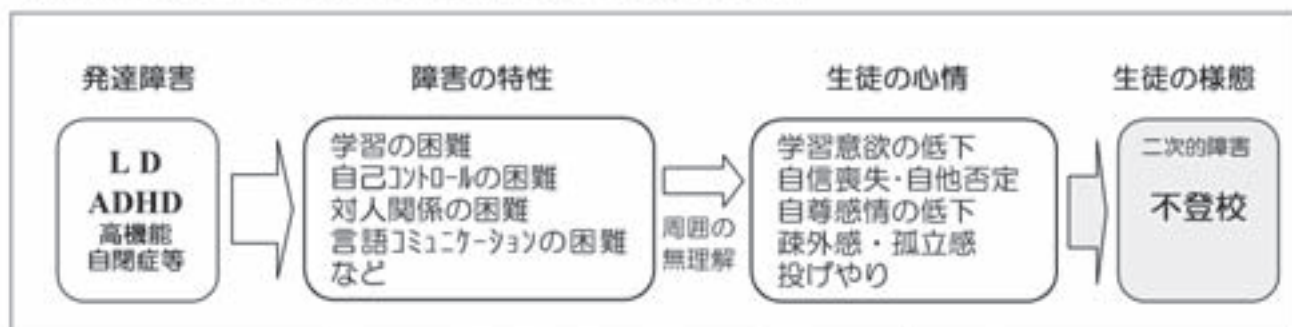 発達障害
LD
ADHD
高機能
自閉症等
障害の特性
学習の困難
自己コントロールの困難
対人関係の困難
言語コミュニケーションの困難
など
周囲の
無理解
生徒の心情
学習意欲の低下
自信喪失・自他否定
自尊感情の低下
疎外感・孤立感
投げやり
生徒の様態
二次的障害
不登校